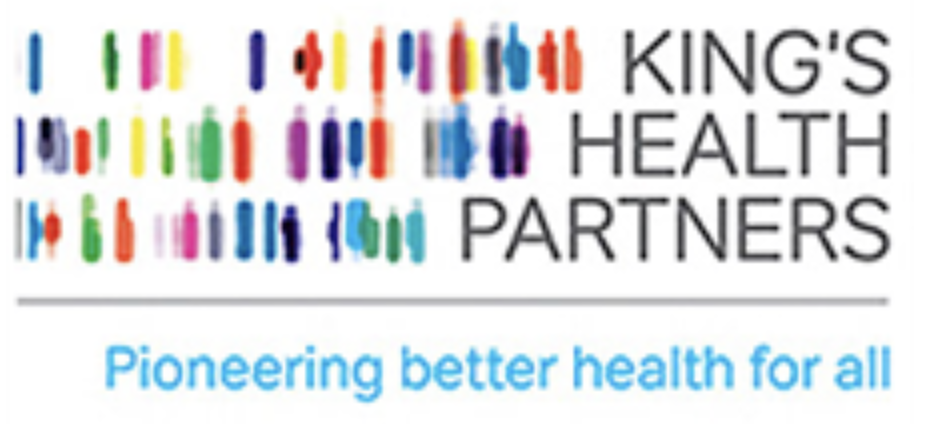 KING'S
HEALTH
PARTNERS
Pioneering better health for all